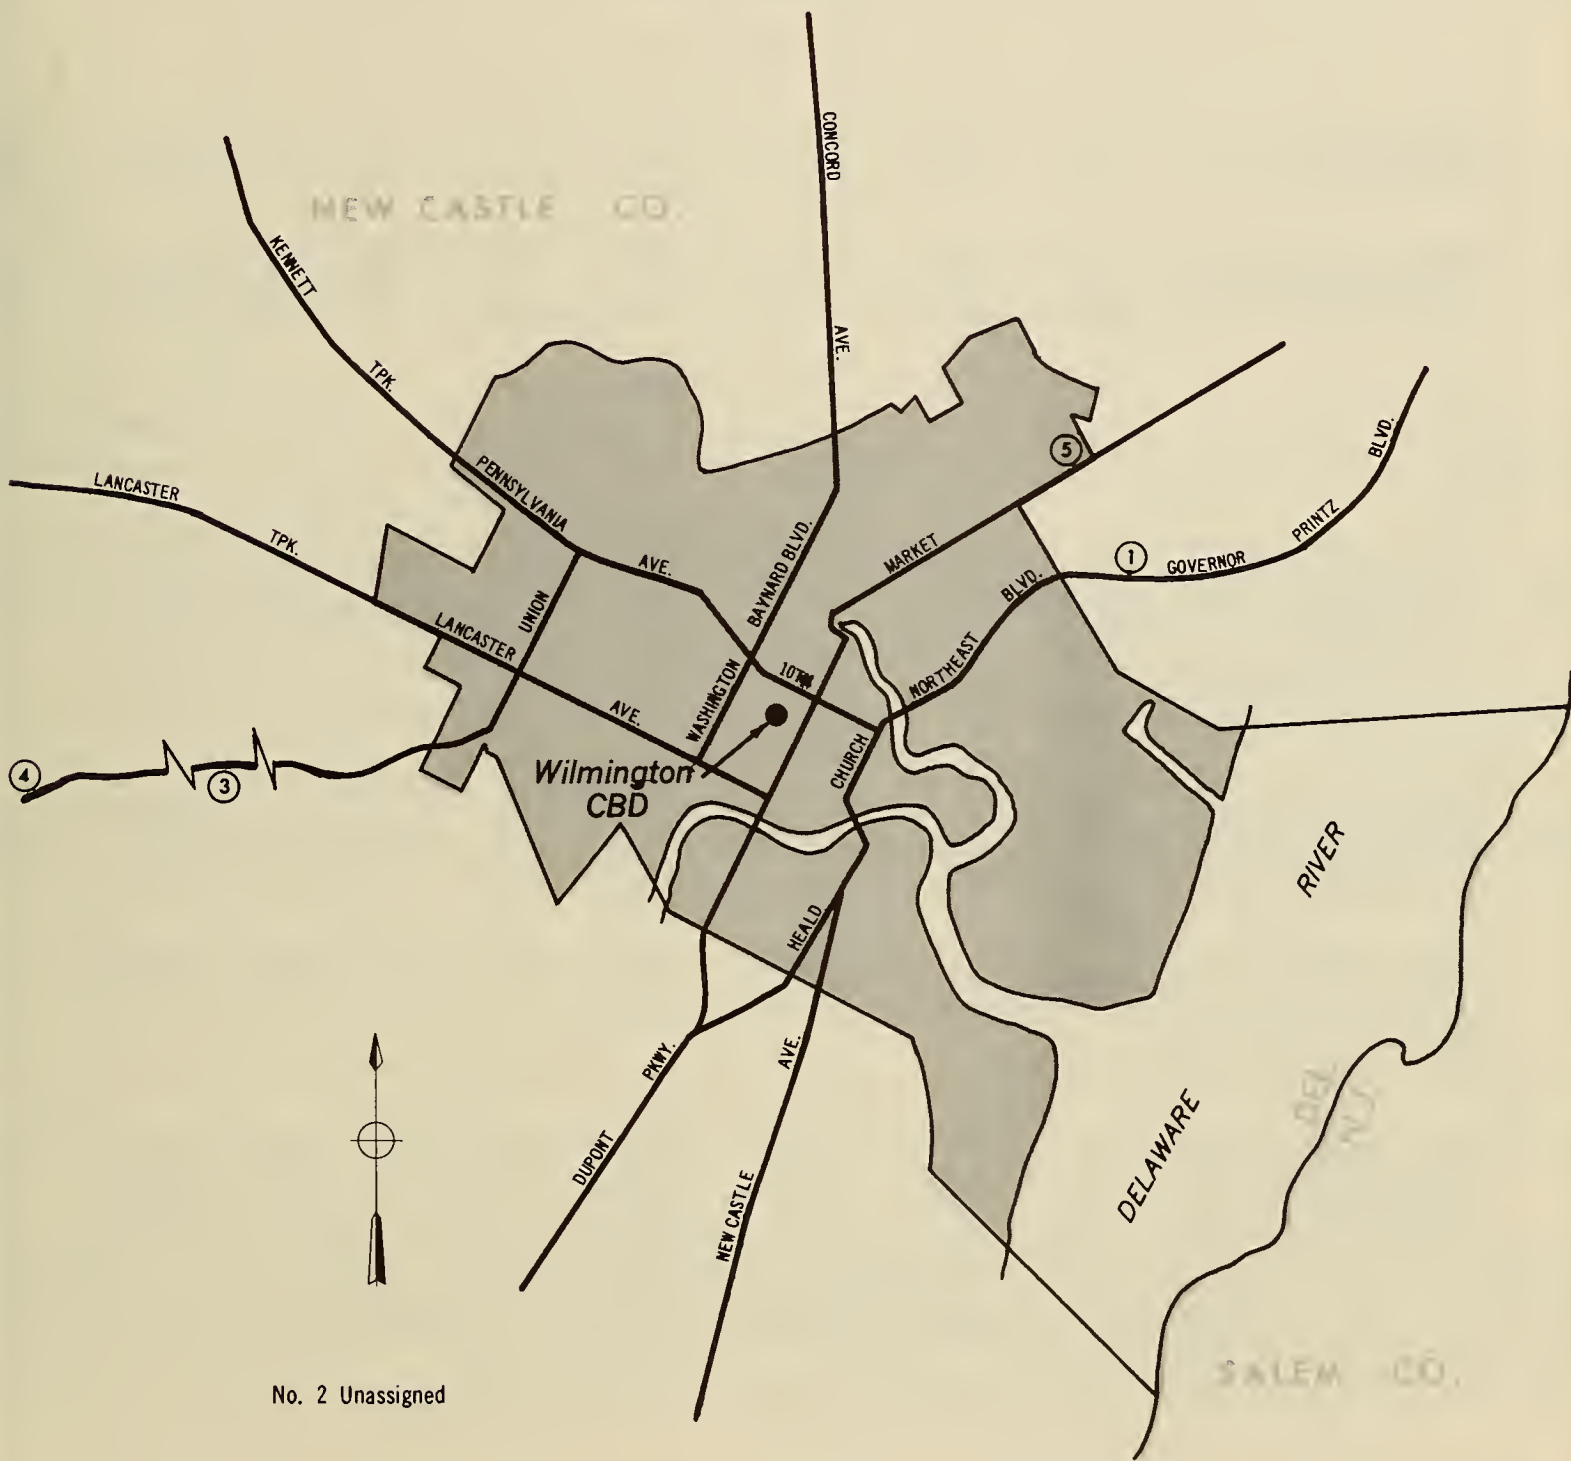 CONCORD
AVE.
NEW CASTLE CO.
KENNETT
TPK.
LANCASTER
TPK.
PENNSYLVANIA
AVE.
UNION
LANCASTER
AVE.
BAYNARD BLVD.
WASHINGTON
10TH
MARKET
5
1
GOVERNOR
PRINTZ
BLVD.
NORTHEAST
BLVD.
CHURCH
4
3
Wilmington
CBD
HEALD
RIVER
DELAWARE
DEL.
N.J.
PKWY.
DUPONT
AVE.
NEW CASTLE
SALEM CO.
No. 2 Unassigned